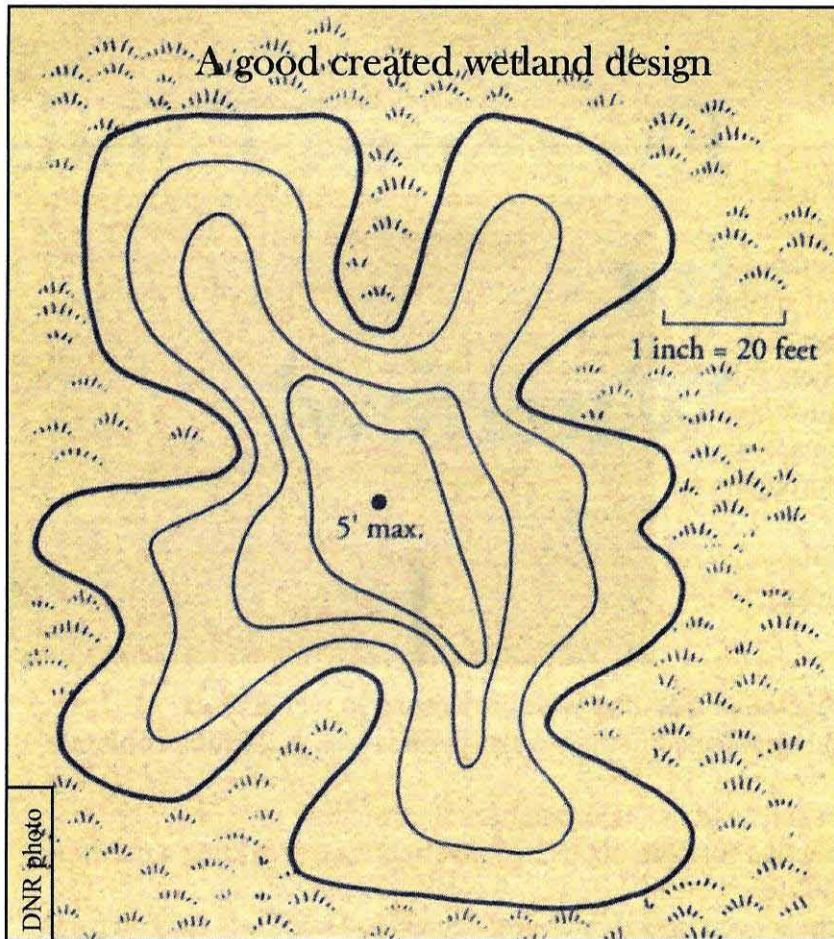 A good created wetland design
1 inch = 20 feet
5' max.
DNR photo